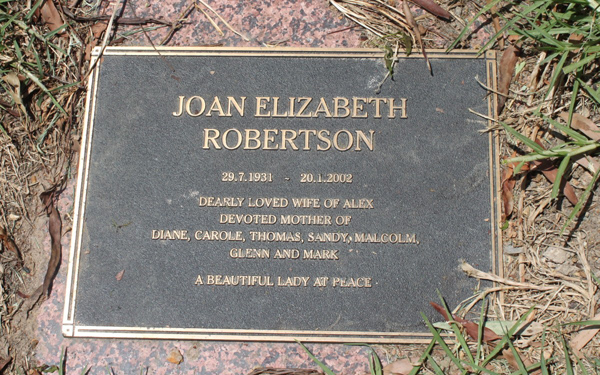 JOAN ELIZABETH
ROBERTSON
29.7.1931 - 20.1.2002
DEARLY LOVED WIFE OF ALEX
DEVOTED MOTHER OF
DIANE, CAROLE, THOMAS, SANDY, MALCOLM,
GLENN AND MARK
A BEAUTIFUL LADY AT PEACE